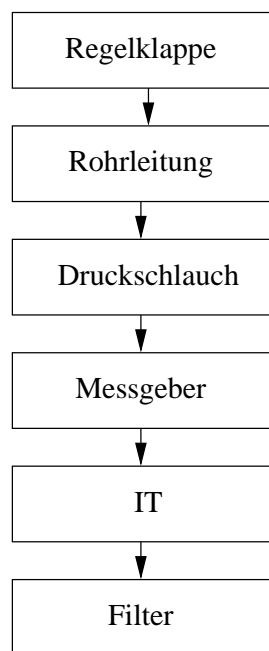 Regelklappe
Rohrleitung
Druckschlauch
Messgeber
IT
Filter